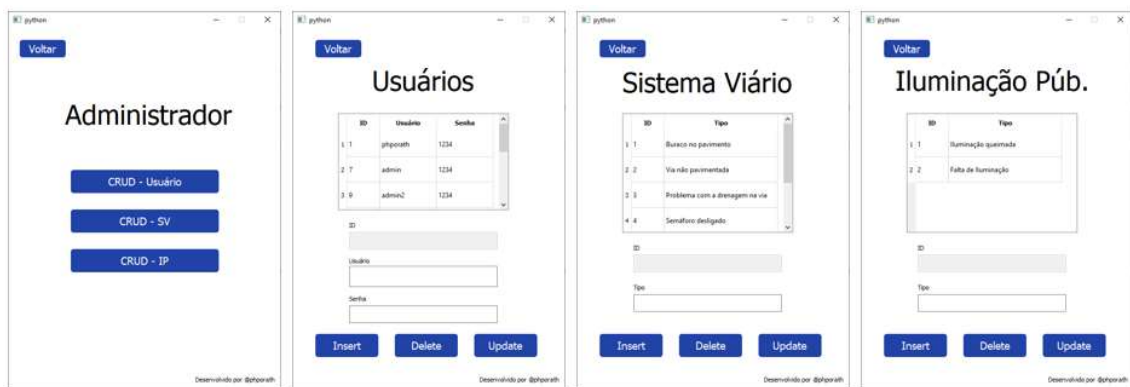 python
Voltar
Administrador
CRUD - Usuário
CRUD - SV
CRUD - IP
Desenvolvido por @phporath
python
Voltar
Usuários
ID Usuário Senha
1 1 phporath 1234
2 7 admin 1234
3 9 admin2 1234
ID
Usuário
Senha
Insert Delete Update
Desenvolvido por @phporath
python
Voltar
Sistema Viário
ID Tipo
1 1 Buraco no pavimento
2 2 Via não pavimentada
3 3 Problema com a drenagem na via
4 4 Semáforo desligado
ID
Tipo
Insert Delete Update
Desenvolvido por @phporath
python
Voltar
Iluminação Púb.
ID Tipo
1 1 Iluminação queimada
2 2 Falta de Iluminação
ID
Tipo
Insert Delete Update
Desenvolvido por @phporath